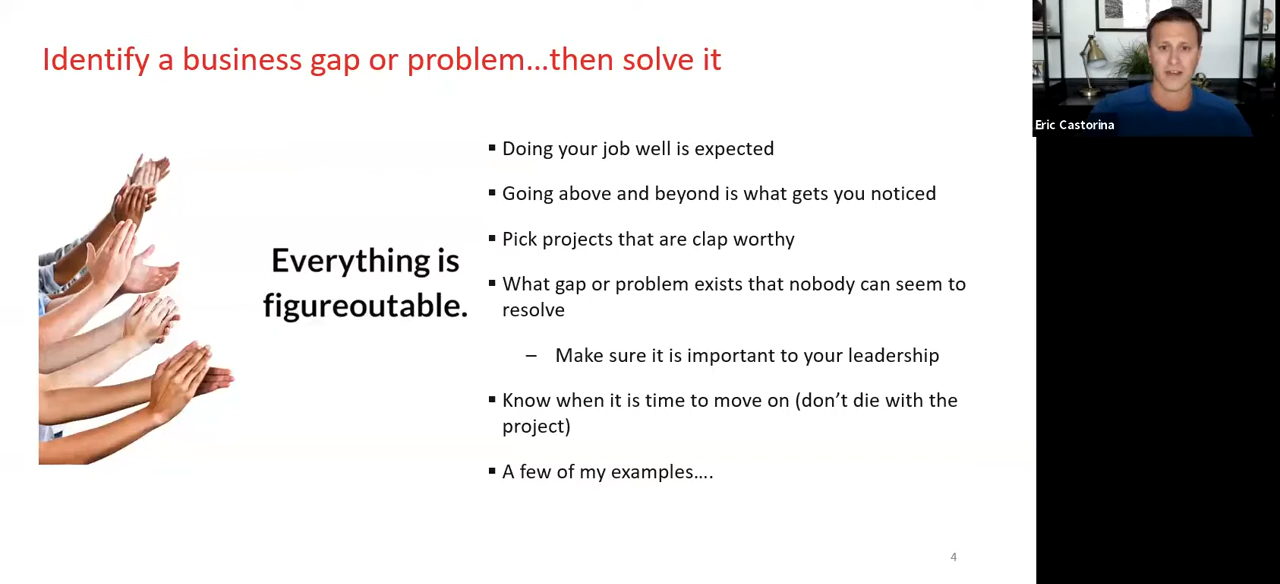 Identify a business gap or problem...then solve it
Eric Castorina
Everything is
figureoutable.
▪ Doing your job well is expected
▪ Going above and beyond is what gets you noticed
▪ Pick projects that are clap worthy
▪ What gap or problem exists that nobody can seem to
resolve
– Make sure it is important to your leadership
▪ Know when it is time to move on (don’t die with the
project)
▪ A few of my examples….
4